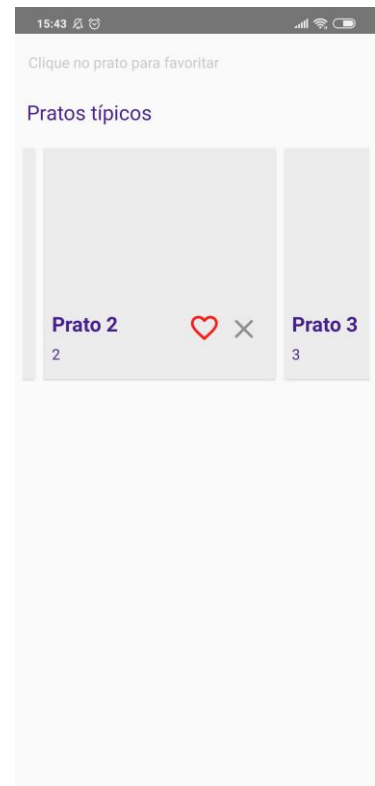 15:43
Clique no prato para favoritar
Pratos típicos
Prato 2
2
Prato 3
3